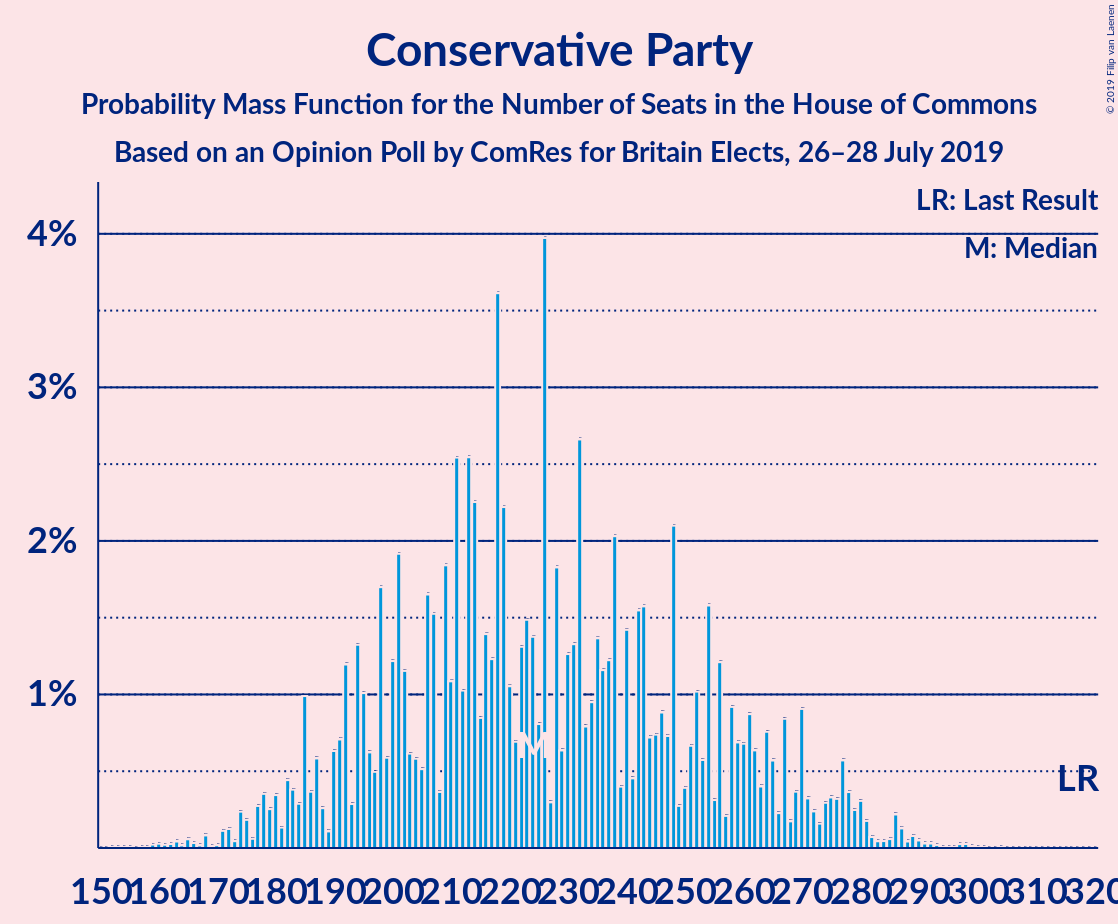 Conservative Party
Probability Mass Function for the Number of Seats in the House of Commons
Based on an Opinion Poll by ComRes for Britain Elects, 26–28 July 2019
© 2019 Filip van Laenen
LR: Last Result
M: Median
4%
3%
2%
1%
M
LR
150 160 170 180 190 200 210 220 230 240 250 260 270 280 290 300 310 320